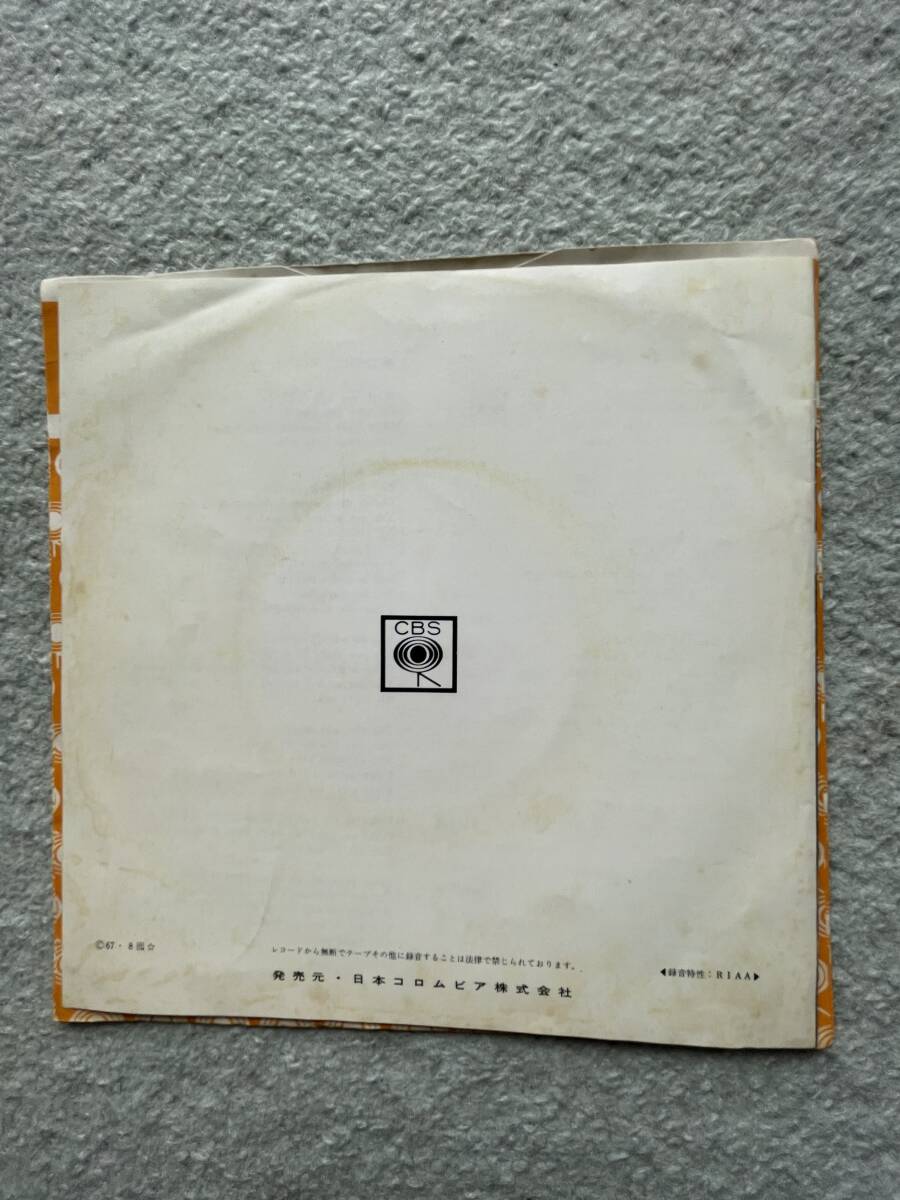 CBS
©67・8
レコードから無断でテープその他に録音することは法律で禁じられております。
発売元・日本コロムビア株式会社
◀録音特性：RIAA▶